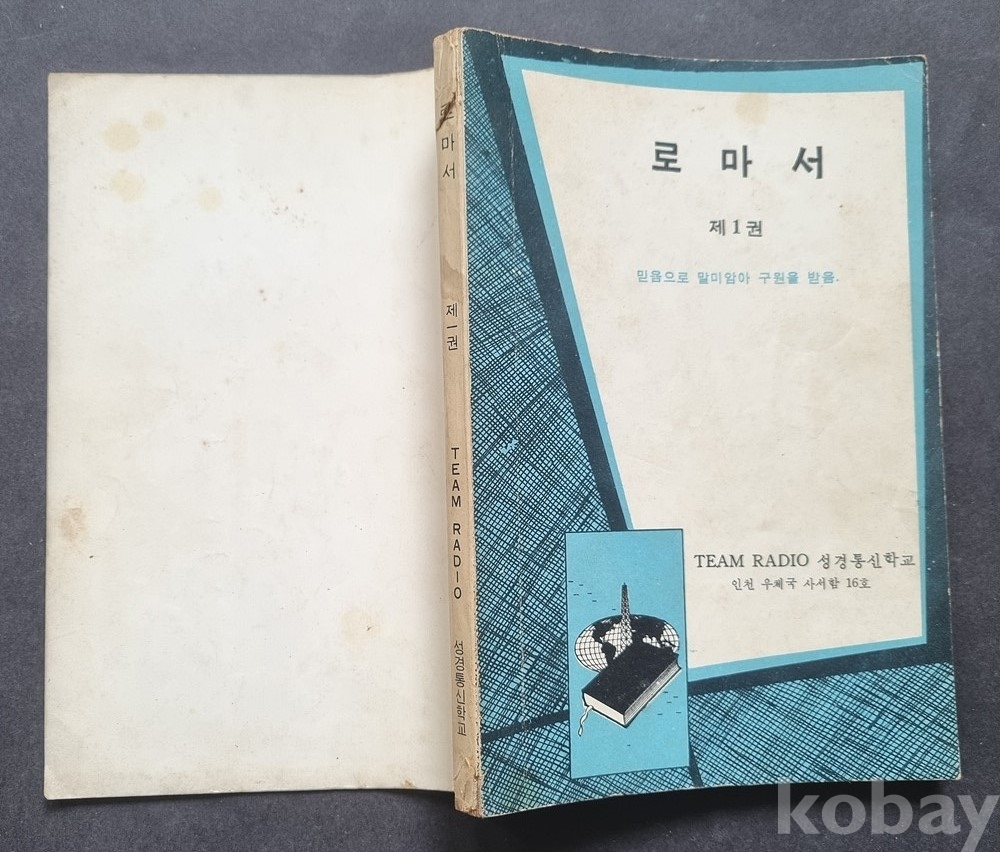 로마서
제一권
TEAM RADIO
성경통신학교
로마서
제1권
믿음으로 말미암아 구원을 받음.
TEAM RADIO 성경통신학교
인천 우체국 사서함 16호
kobay